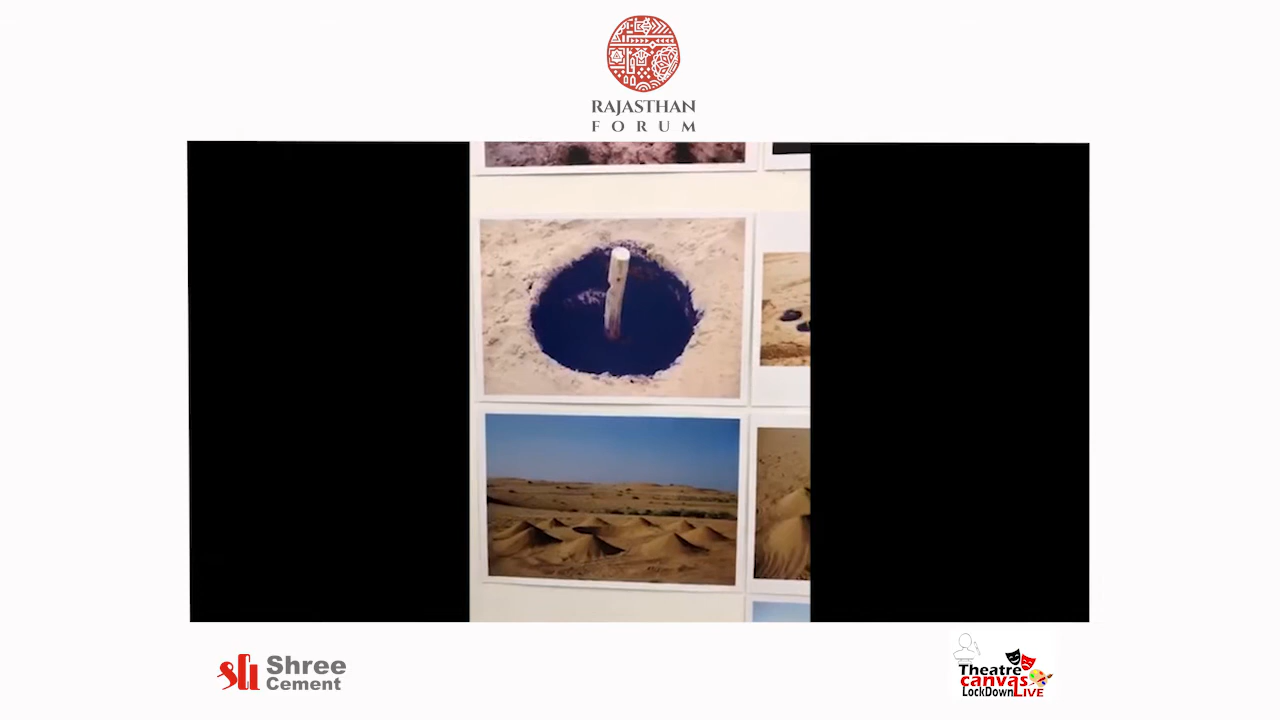 RAJASTHAN
FORUM
Shree
Cement
Theatre
canvas
LockDown LIVE